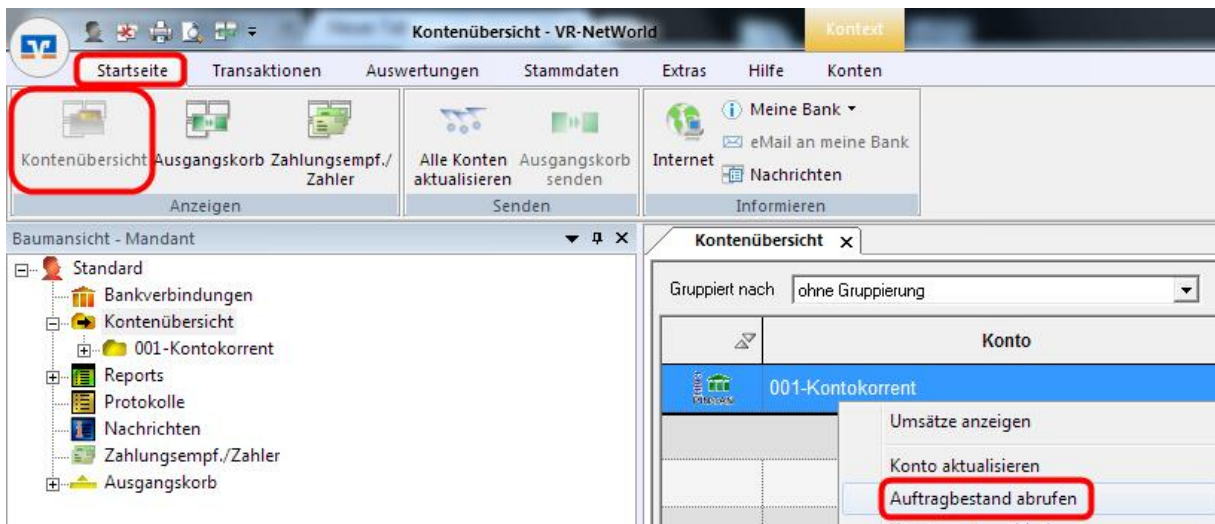 Kontenübersicht - VR-NetWorld
Kontext
Startseite Transaktionen Auswertungen Stammdaten Extras Hilfe Konten
Kontenübersicht Ausgangskorb Zahlungsempf./ Zahler
Alle Konten aktualisieren Ausgangskorb senden
Internet
Meine Bank
eMail an meine Bank
Nachrichten
Anzeigen Senden Informieren
Baumansicht - Mandant
Standard
Bankverbindungen
Kontenübersicht
001-Kontokorrent
Reports
Protokolle
Nachrichten
Zahlungsempf./Zahler
Ausgangskorb
Kontenübersicht
Gruppiert nach ohne Gruppierung
Konto
001-Kontokorrent
Umsätze anzeigen
Konto aktualisieren
Auftragbestand abrufen